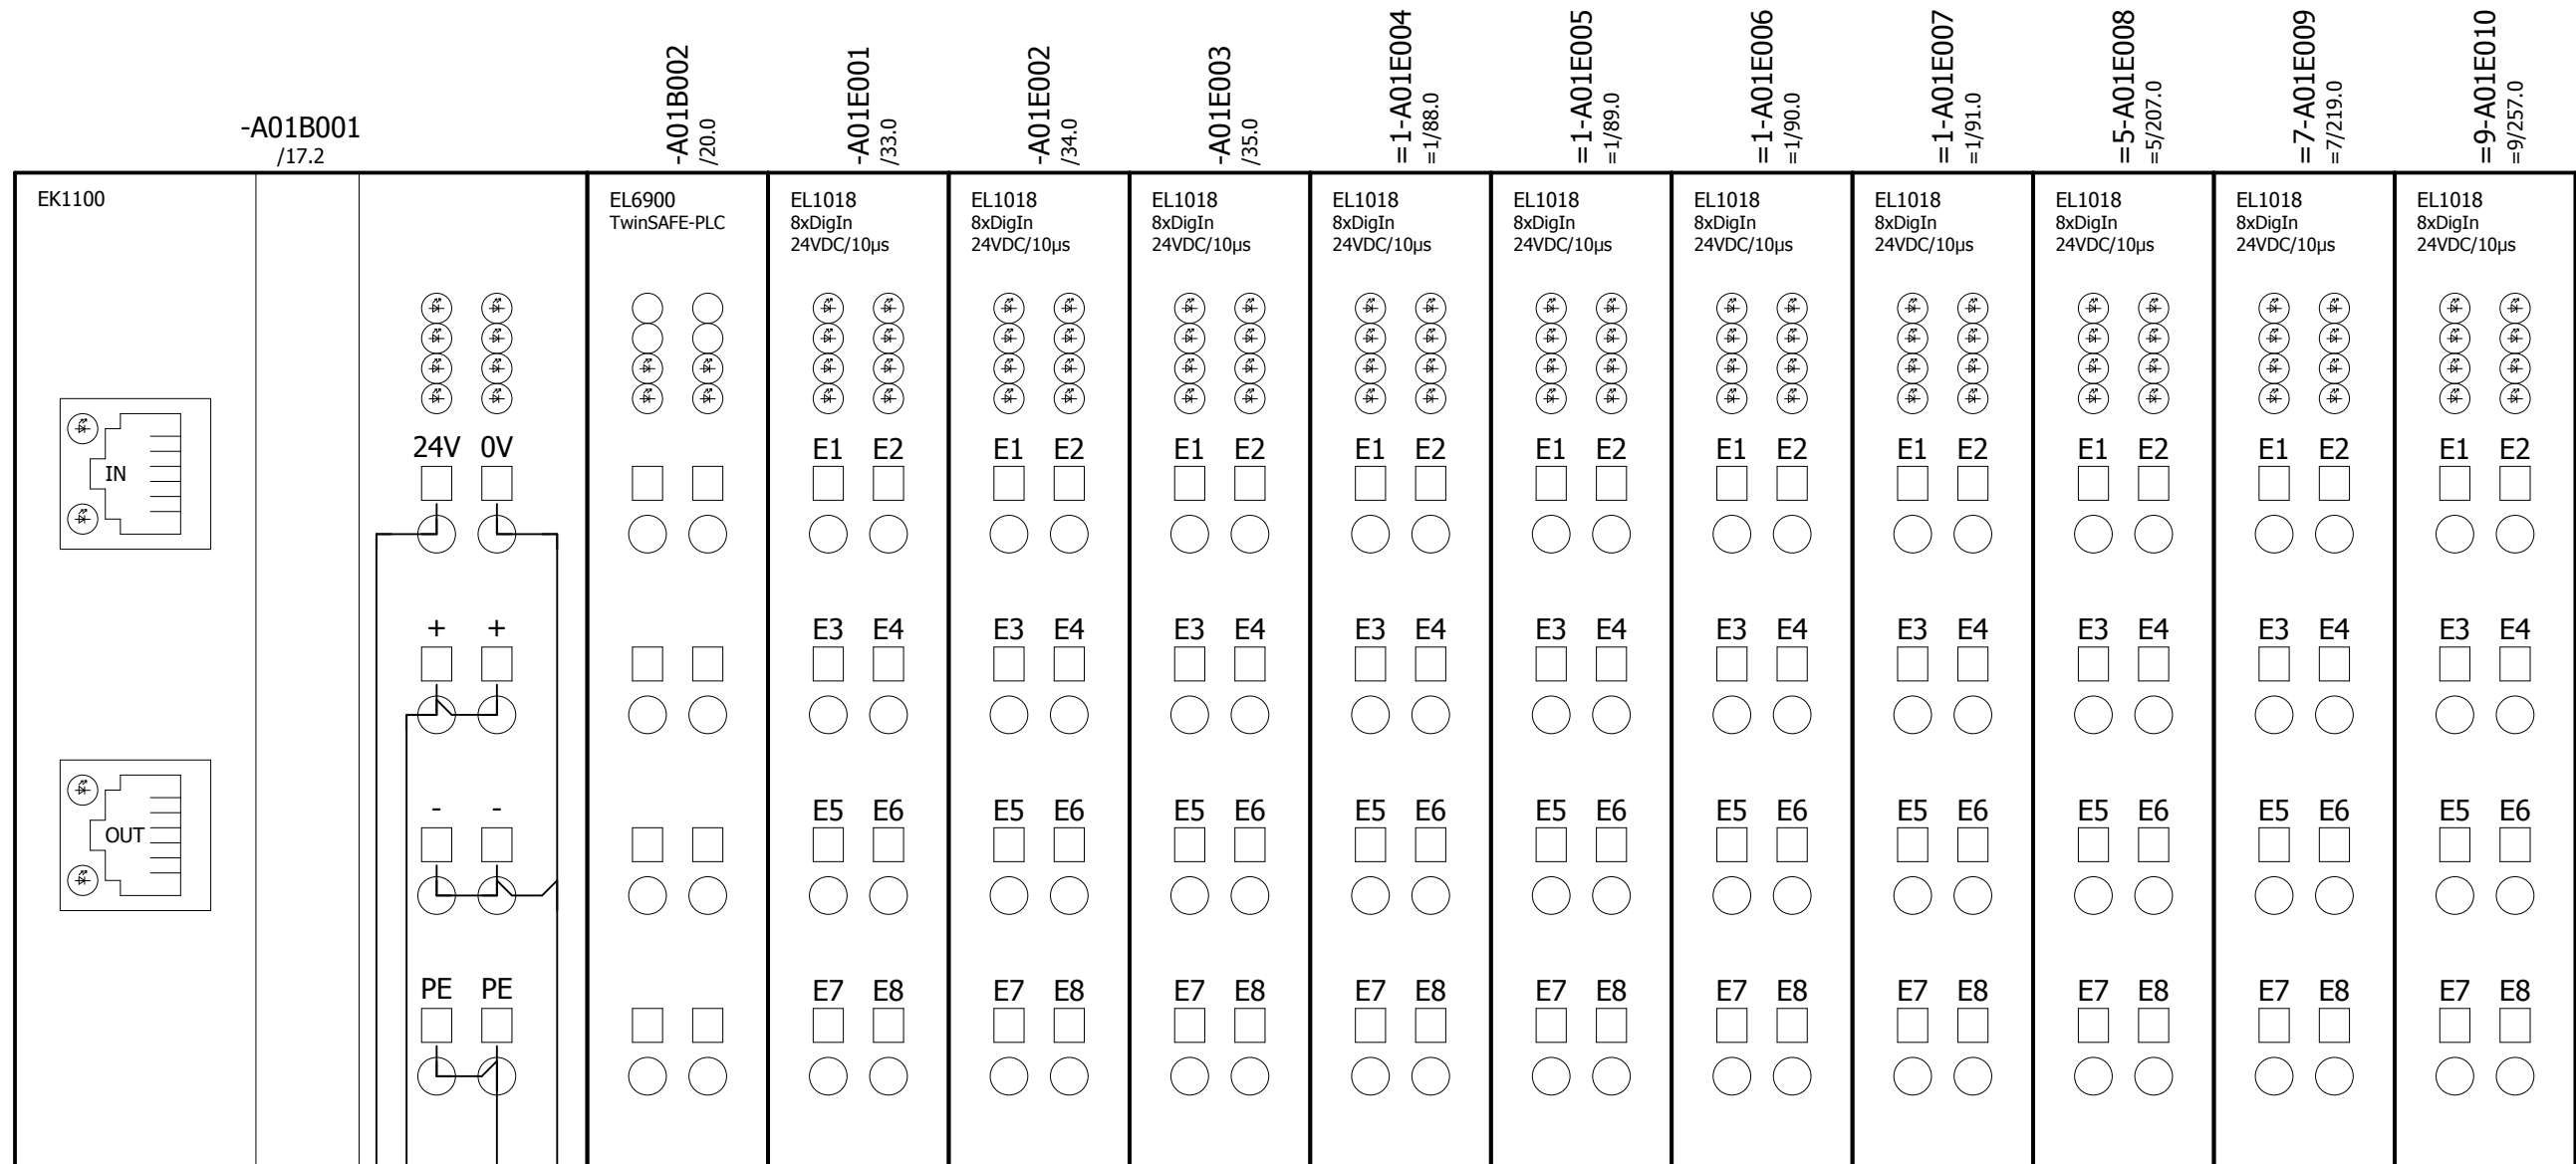 -A01B001
/17.2
-A01B002
/20.0
-A01E001
/33.0
-A01E002
/34.0
-A01E003
/35.0
=1-A01E004
=1/88.0
=1-A01E005
=1/89.0
=1-A01E006
=1/90.0
=1-A01E007
=1/91.0
=5-A01E008
=5/207.0
=7-A01E009
=7/219.0
=9-A01E010
=9/257.0
EK1100
EL6900
TwinSAFE-PLC
EL1018
8xDigIn
24VDC/10µs
EL1018
8xDigIn
24VDC/10µs
EL1018
8xDigIn
24VDC/10µs
EL1018
8xDigIn
24VDC/10µs
EL1018
8xDigIn
24VDC/10µs
EL1018
8xDigIn
24VDC/10µs
EL1018
8xDigIn
24VDC/10µs
EL1018
8xDigIn
24VDC/10µs
EL1018
8xDigIn
24VDC/10µs
EL1018
8xDigIn
24VDC/10µs
IN
24V 0V E1 E2 E1 E2 E1 E2 E1 E2 E1 E2 E1 E2 E1 E2 E1 E2 E1 E2 E1 E2
+ + E3 E4 E3 E4 E3 E4 E3 E4 E3 E4 E3 E4 E3 E4 E3 E4 E3 E4 E3 E4
OUT
- - E5 E6 E5 E6 E5 E6 E5 E6 E5 E6 E5 E6 E5 E6 E5 E6 E5 E6 E5 E6
PE PE E7 E8 E7 E8 E7 E8 E7 E8 E7 E8 E7 E8 E7 E8 E7 E8 E7 E8 E7 E8